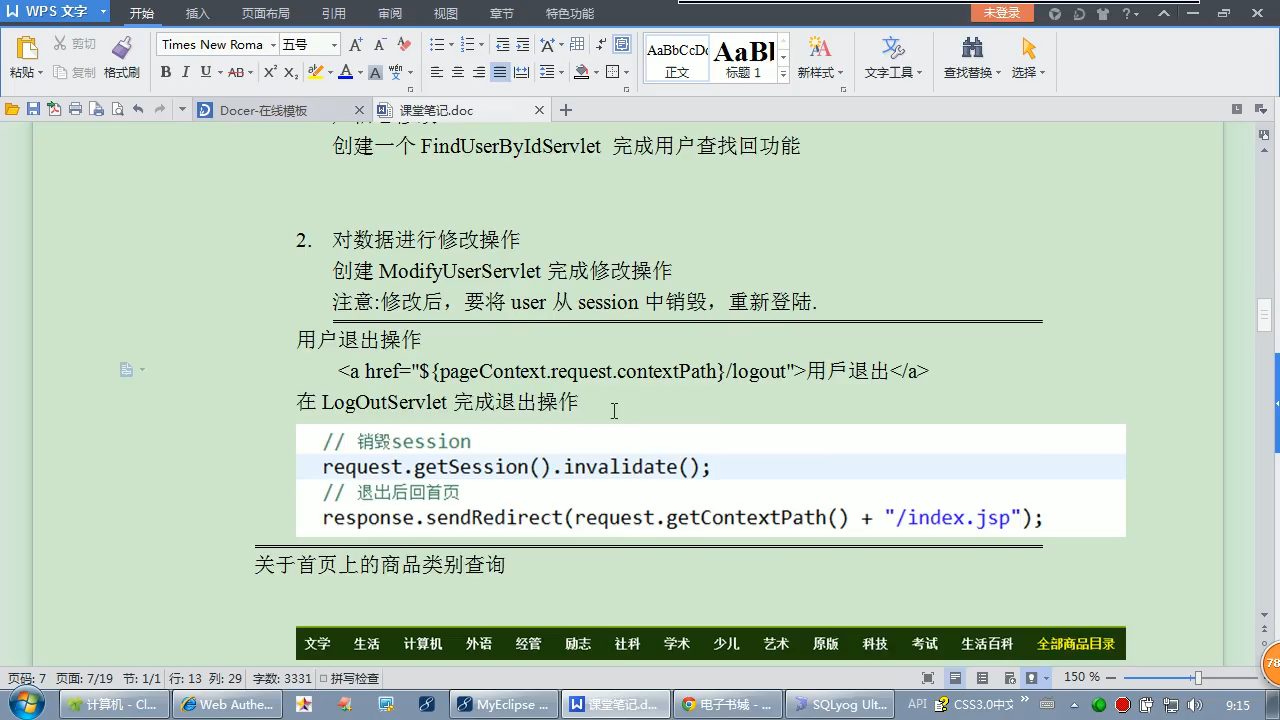 WPS 文字
开始 插入 页面布局 引用 审阅 视图 章节 特色功能
未登录
粘贴 剪切 复制 格式刷
Times New Roma 五号
AaBbCcDc 正文
AaBl 标题 1
新样式 文字工具 查找替换 选择
Docer-在线模板 课堂笔记.doc
创建一个 FindUserByIdServlet 完成用户查找回功能
2. 对数据进行修改操作
创建 ModifyUserServlet 完成修改操作
注意:修改后，要将 user 从 session 中销毁，重新登陆.
用户退出操作
<a href="${pageContext.request.contextPath}/logout">用戶退出</a>
在 LogOutServlet 完成退出操作
// 销毁session
request.getSession().invalidate();
// 退出后回首页
response.sendRedirect(request.getContextPath() + "/index.jsp");
关于首页上的商品类别查询
文学 生活 计算机 外语 经管 励志 社科 学术 少儿 艺术 原版 科技 考试 生活百科 全部商品目录
页码: 7 页面: 7/19 节: 1/1 行: 13 列: 29 字数: 3331 拼写检查
150 %
78
计算机 - Cl... Web Authe... MyEclipse ... 课堂笔记.d... 电子书城 - ... SQLyog Ult... API CSS3.0中文 9:15